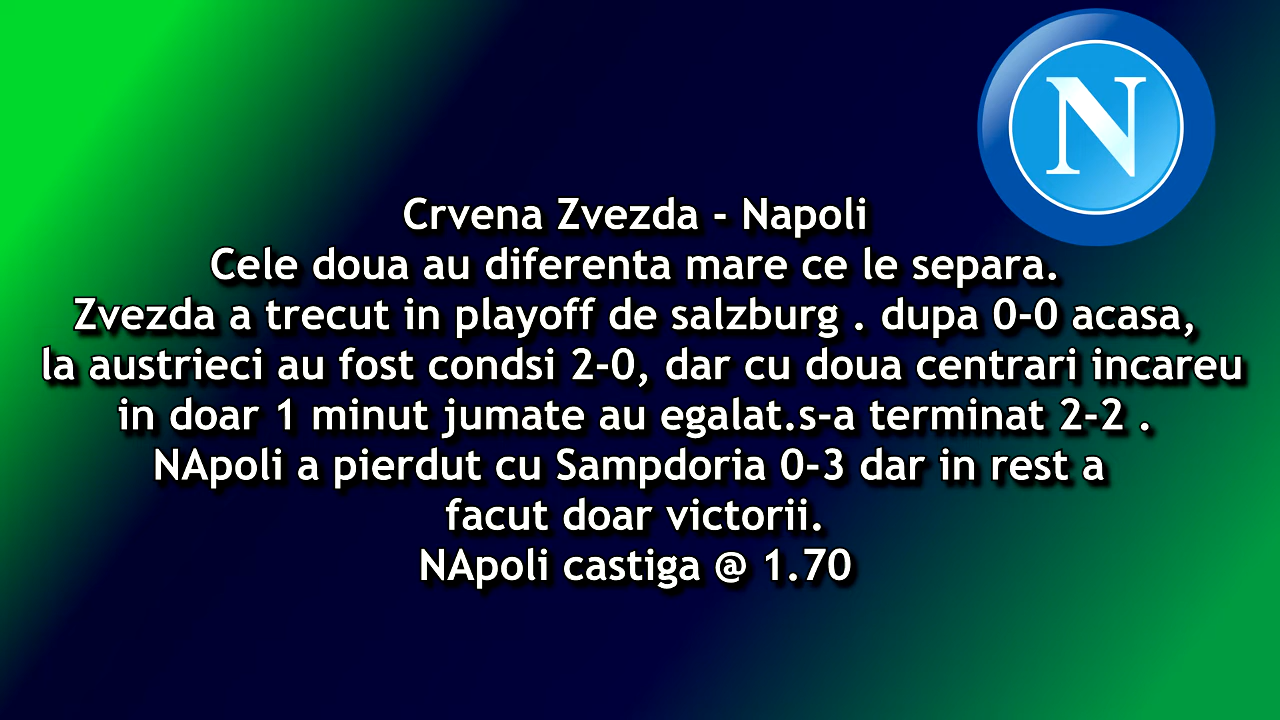 N
Crvena Zvezda - Napoli
Cele doua au diferenta mare ce le separa.
Zvezda a trecut in playoff de salzburg . dupa 0-0 acasa,
la austrieci au fost condsi 2-0, dar cu doua centrari incareu
in doar 1 minut jumate au egalat.s-a terminat 2-2 .
NApoli a pierdut cu Sampdoria 0-3 dar in rest a
facut doar victorii.
NApoli castiga @ 1.70